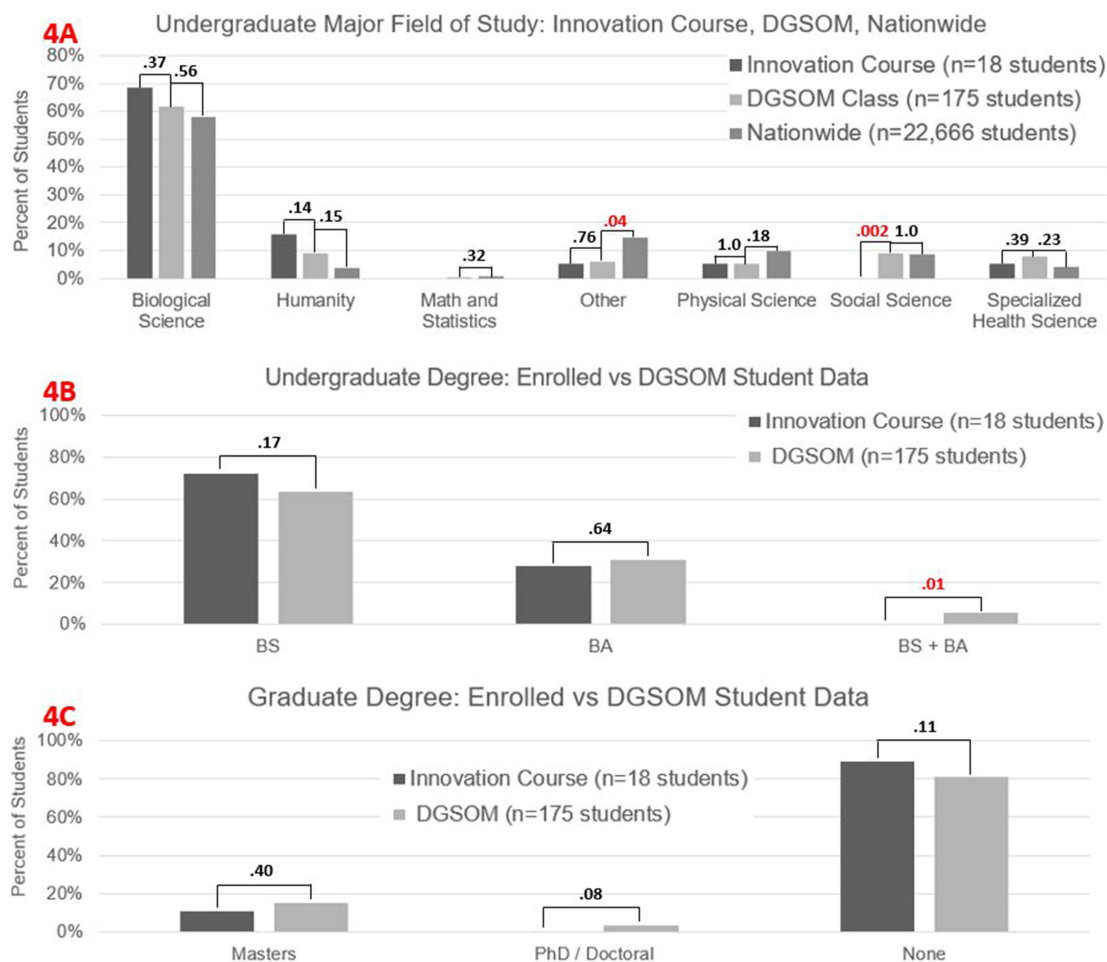 4A
Undergraduate Major Field of Study: Innovation Course, DGSOM, Nationwide
Percent of Students
80%
70%
60%
50%
40%
30%
20%
10%
0%
Innovation Course (n=18 students)
DGSOM Class (n=175 students)
Nationwide (n=22,666 students)
.37
.56
.14
.15
.32
.76
.04
1.0
.18
.002
1.0
.39
.23
Biological
Science
Humanity
Math and
Statistics
Other
Physical Science
Social Science
Specialized
Health Science
4B
Undergraduate Degree: Enrolled vs DGSOM Student Data
Percent of Students
100%
80%
60%
40%
20%
0%
Innovation Course (n=18 students)
DGSOM (n=175 students)
.17
.64
.01
BS
BA
BS + BA
4C
Graduate Degree: Enrolled vs DGSOM Student Data
Percent of Students
100%
80%
60%
40%
20%
0%
Innovation Course (n=18 students)
DGSOM (n=175 students)
.40
.08
.11
Masters
PhD / Doctoral
None